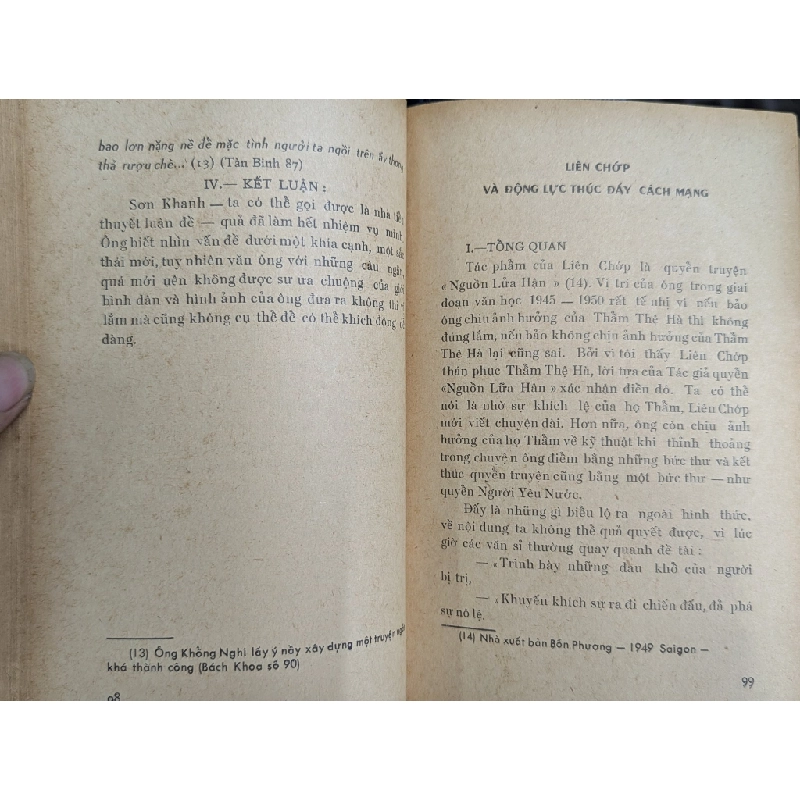 bao lơn nặng nề để mặc tình người ta ngồi trên ấy thong
thả rượu chè... (13) (Tân Bình 87)
IV.— KẾT LUẬN :
Sơn Khanh — ta có thể gọi được là nhà tiểu
thuyết luận đề — quả đã làm hết nhiệm vụ mình
Ông biết nhìn vấn đề dưới một khía cạnh, một sắc
thái mới, tuy nhiên văn ông với những câu ngắn
quá mới nên không được sự ưa chuộng của giới
bình dân và hình ảnh của ông đưa ra không thi vị
lắm mà cũng không cụ thể để có thể khích động dễ
dàng.
(13) Ông Khổng Nghi lấy ý này xây dựng một truyện ngắn
khá thành công (Bách Khoa số 90)
98
LIÊN CHỚP
VÀ ĐỘNG LỰC THÚC ĐẨY CÁCH MẠNG
I.—TỔNG QUAN
Tác phẩm của Liên Chớp là quyển truyện
« Nguồn Lửa Hận » (14). Vị trí của ông trong giai
đoạn văn học 1945 — 1950 rất tế nhị vì nếu bảo
ông chịu ảnh hưởng của Thẩm Thệ Hà thì không
đúng lắm, nếu bảo không chịu ảnh hưởng của Thẩm
Thệ Hà lại cũng sai. Bởi vì tôi thấy Liên Chớp
thán phục Thẩm Thệ Hà, lời tựa của Tác giả quyển
«Nguồn Lửa Hận » xác nhận điền đó. Ta có thể
nói là nhờ sự khích lệ của họ Thẩm, Liên Chớp
mới viết chuyện dài. Hơn nữa, ông còn chịu ảnh
hưởng của họ Thẩm về kỹ thuật khi thỉnh thoảng
trong chuyện ông điểm bằng những bức thư và kết
thúc quyển truyện cũng bằng một bức thư — như
quyển Người Yêu Nước.
Đấy là những gì biểu lộ ra ngoài hình thức,
về nội dung ta không thể quả quyết được, vì lúc
giờ các văn sĩ thường quay quanh đề tài :
— «Trình bày những đau khổ của người
bị trị,
— «Khuyến khích sự ra đi chiến đấu, đả phá
sự nô lệ.
(14) Nhà xuất bản Bốn Phương — 1949 Saigon —
99